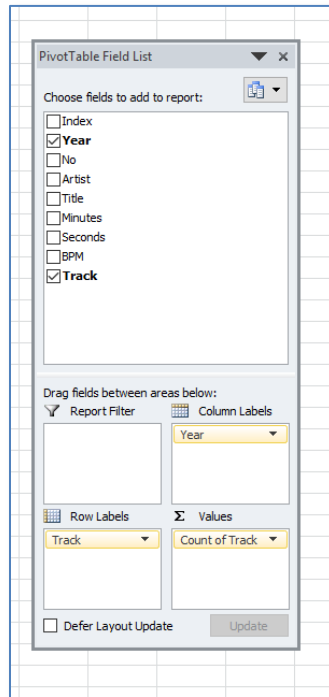 PivotTable Field List
Choose fields to add to report:
Index
Year
No
Artist
Title
Minutes
Seconds
BPM
Track
Drag fields between areas below:
Report Filter
Column Labels
Year
Row Labels
Σ Values
Track
Count of Track
Defer Layout Update
Update